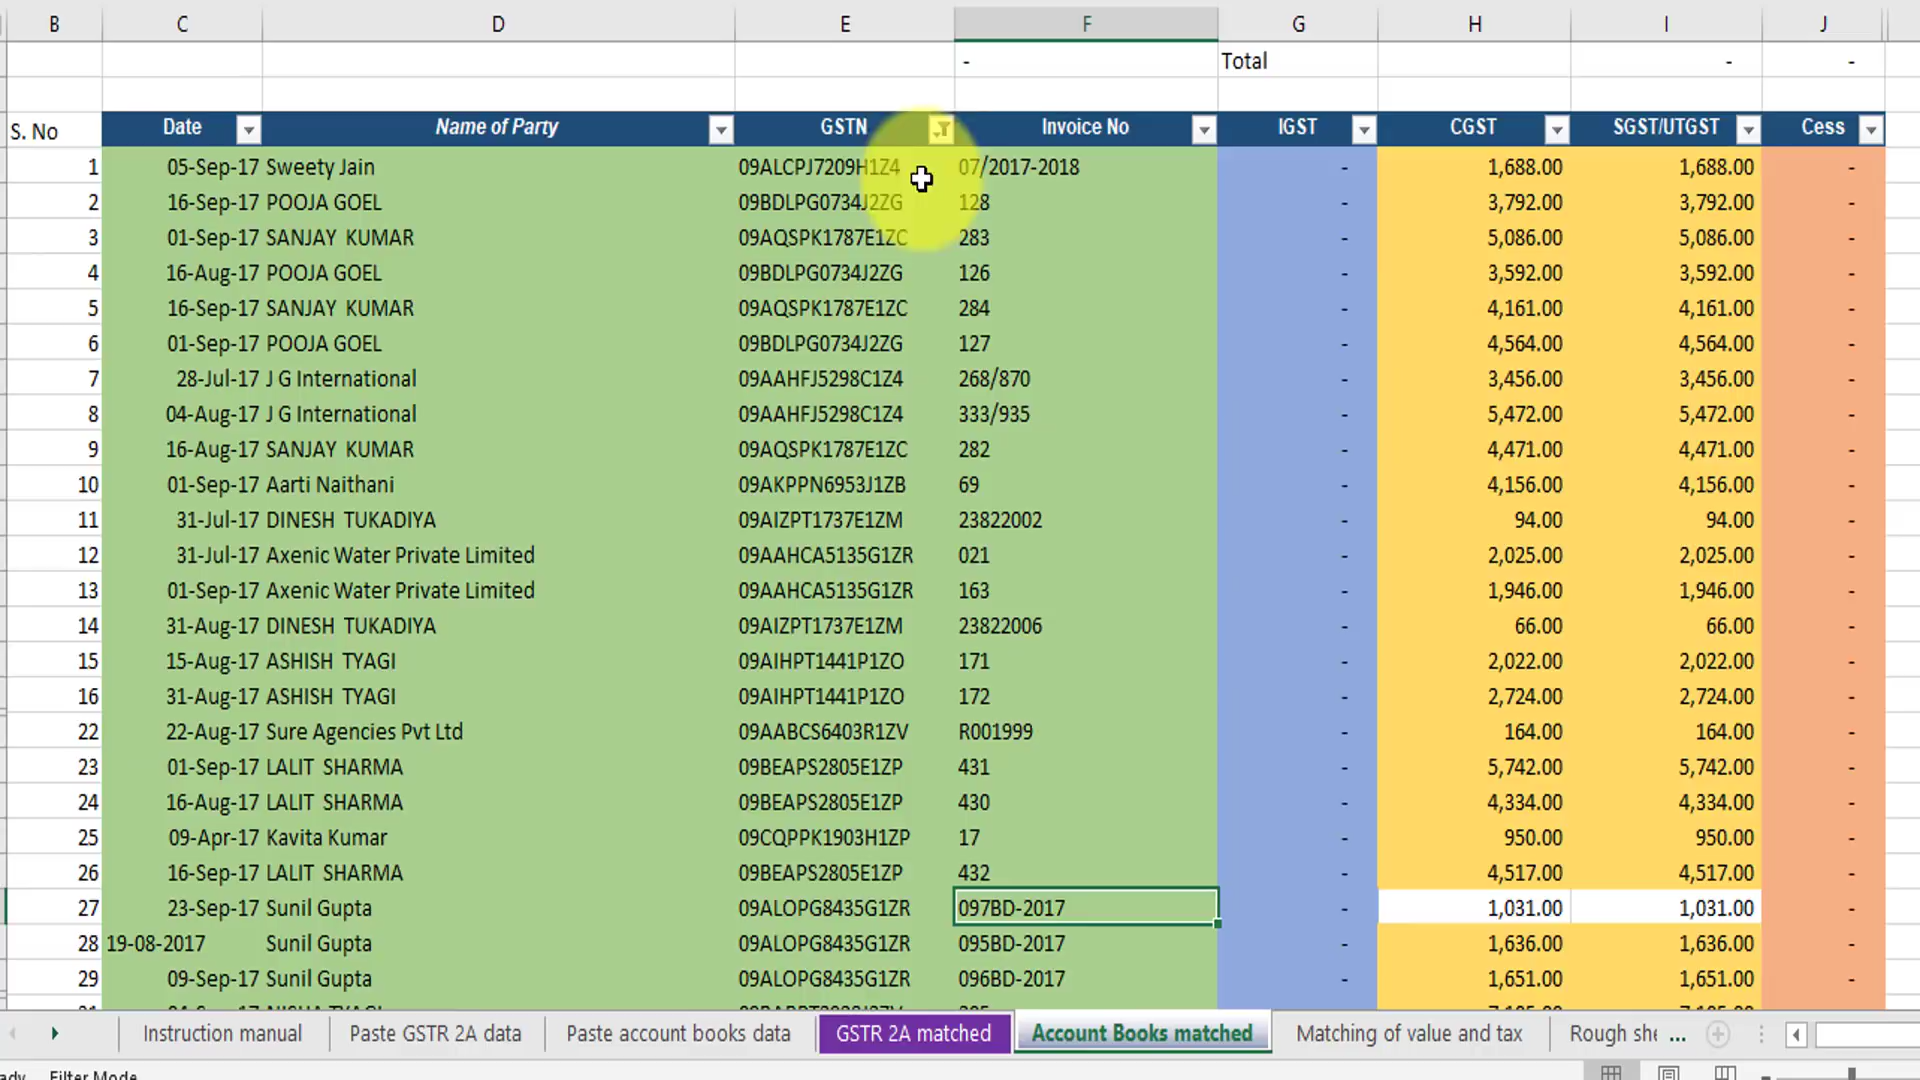 B C D E F G H I J
- Total - -
S. No Date Name of Party GSTN Invoice No IGST CGST SGST/UTGST Cess
1 05-Sep-17 Sweety Jain 09ALCPJ7209H1Z4 07/2017-2018 - 1,688.00 1,688.00 -
2 16-Sep-17 POOJA GOEL 09BDLPG0734J2ZG 128 - 3,792.00 3,792.00 -
3 01-Sep-17 SANJAY KUMAR 09AQSPK1787E1ZC 283 - 5,086.00 5,086.00 -
4 16-Aug-17 POOJA GOEL 09BDLPG0734J2ZG 126 - 3,592.00 3,592.00 -
5 16-Sep-17 SANJAY KUMAR 09AQSPK1787E1ZC 284 - 4,161.00 4,161.00 -
6 01-Sep-17 POOJA GOEL 09BDLPG0734J2ZG 127 - 4,564.00 4,564.00 -
7 28-Jul-17 J G International 09AAHFJ5298C1Z4 268/870 - 3,456.00 3,456.00 -
8 04-Aug-17 J G International 09AAHFJ5298C1Z4 333/935 - 5,472.00 5,472.00 -
9 16-Aug-17 SANJAY KUMAR 09AQSPK1787E1ZC 282 - 4,471.00 4,471.00 -
10 01-Sep-17 Aarti Naithani 09AKPPN6953J1ZB 69 - 4,156.00 4,156.00 -
11 31-Jul-17 DINESH TUKADIYA 09AIZPT1737E1ZM 23822002 - 94.00 94.00 -
12 31-Jul-17 Axenic Water Private Limited 09AAHCA5135G1ZR 021 - 2,025.00 2,025.00 -
13 01-Sep-17 Axenic Water Private Limited 09AAHCA5135G1ZR 163 - 1,946.00 1,946.00 -
14 31-Aug-17 DINESH TUKADIYA 09AIZPT1737E1ZM 23822006 - 66.00 66.00 -
15 15-Aug-17 ASHISH TYAGI 09AIHPT1441P1ZO 171 - 2,022.00 2,022.00 -
16 31-Aug-17 ASHISH TYAGI 09AIHPT1441P1ZO 172 - 2,724.00 2,724.00 -
22 22-Aug-17 Sure Agencies Pvt Ltd 09AABCS6403R1ZV R001999 - 164.00 164.00 -
23 01-Sep-17 LALIT SHARMA 09BEAPS2805E1ZP 431 - 5,742.00 5,742.00 -
24 16-Aug-17 LALIT SHARMA 09BEAPS2805E1ZP 430 - 4,334.00 4,334.00 -
25 09-Apr-17 Kavita Kumar 09CQPPK1903H1ZP 17 - 950.00 950.00 -
26 16-Sep-17 LALIT SHARMA 09BEAPS2805E1ZP 432 - 4,517.00 4,517.00 -
27 23-Sep-17 Sunil Gupta 09ALOPG8435G1ZR 097BD-2017 - 1,031.00 1,031.00 -
28 19-08-2017 Sunil Gupta 09ALOPG8435G1ZR 095BD-2017 - 1,636.00 1,636.00 -
29 09-Sep-17 Sunil Gupta 09ALOPG8435G1ZR 096BD-2017 - 1,651.00 1,651.00 -
Instruction manual Paste GSTR 2A data Paste account books data GSTR 2A matched Account Books matched Matching of value and tax Rough she ...
Filter Mode